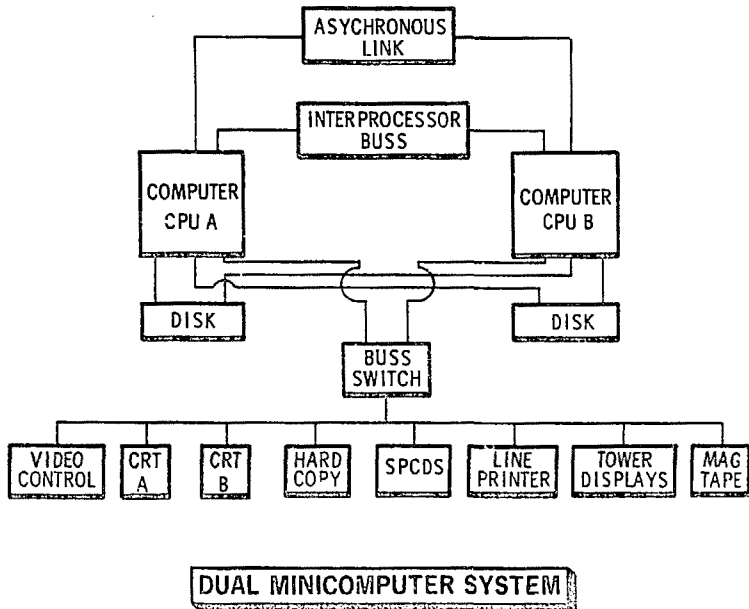 ASYCHRONOUS
LINK
INTERPROCESSOR
BUSS
COMPUTER
CPU A
COMPUTER
CPU B
DISK
DISK
BUSS
SWITCH
VIDEO
CONTROL
CRT
A
CRT
B
HARD
COPY
SPCDS
LINE
PRINTER
TOWER
DISPLAYS
MAG
TAPE
DUAL MINICOMPUTER SYSTEM